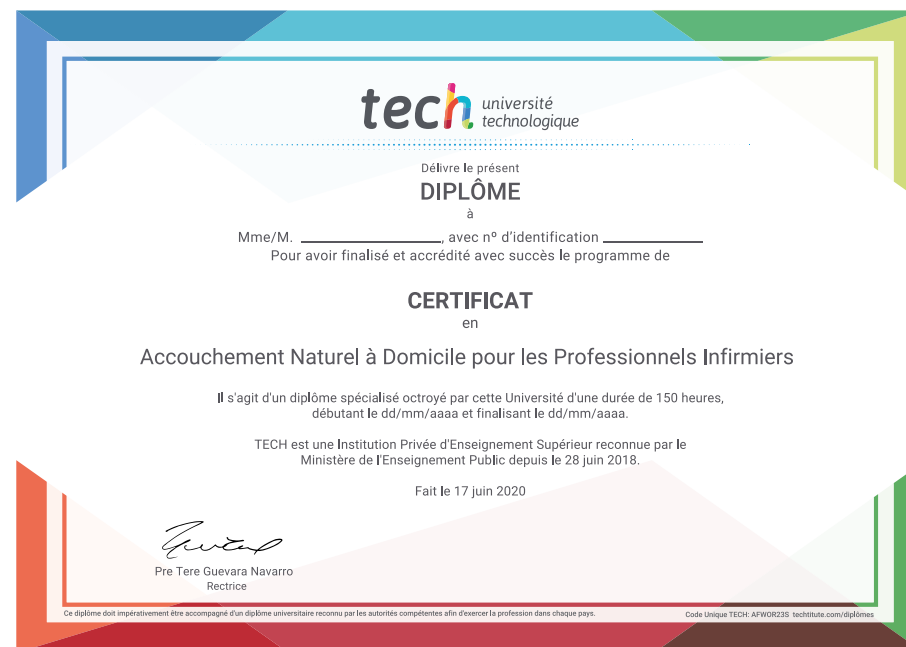 tech université
technologique
Délivre le présent
DIPLÔME
à
Mme/M. ____________________, avec nº d'identification ______________
Pour avoir finalisé et accrédité avec succès le programme de
CERTIFICAT
en
Accouchement Naturel à Domicile pour les Professionnels Infirmiers
Il s'agit d'un diplôme spécialisé octroyé par cette Université d'une durée de 150 heures,
débutant le dd/mm/aaaa et finalisant le dd/mm/aaaa.
TECH est une Institution Privée d'Enseignement Supérieur reconnue par le
Ministère de l'Enseignement Public depuis le 28 juin 2018.
Fait le 17 juin 2020
Pre Tere Guevara Navarro
Rectrice
Ce diplôme doit impérativement être accompagné d'un diplôme universitaire reconnu par les autorités compétentes afin d'exercer la profession dans chaque pays.
Code Unique TECH: AFWOR23S techtitute.com/diplômes